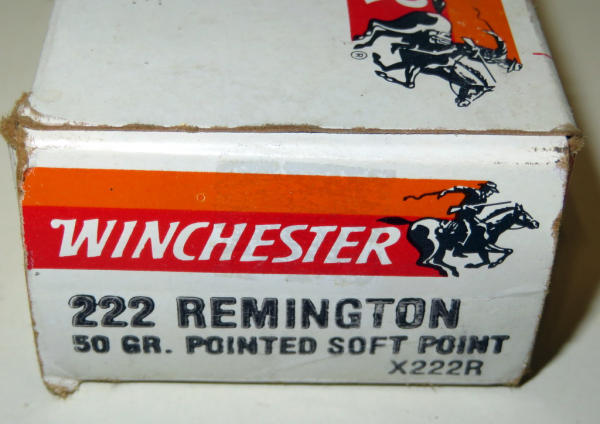 WINCHESTER
222 REMINGTON
50 GR. POINTED SOFT POINT
X222R